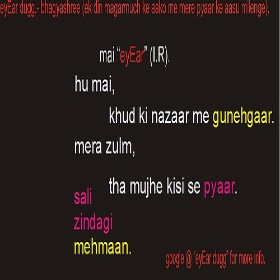 eyEar dugg.- bhagyashree (ek din magarmuch ke aako me mere pyaar ka aasu milenge).
mai "eyEar" (I.R).
hu mai,
khud ki nazaar me gunehgaar.
mera zulm,
tha mujhe kisi se pyaar.
sali
zindagi
mehmaan.
google @ "eyEar dugg" for more info.